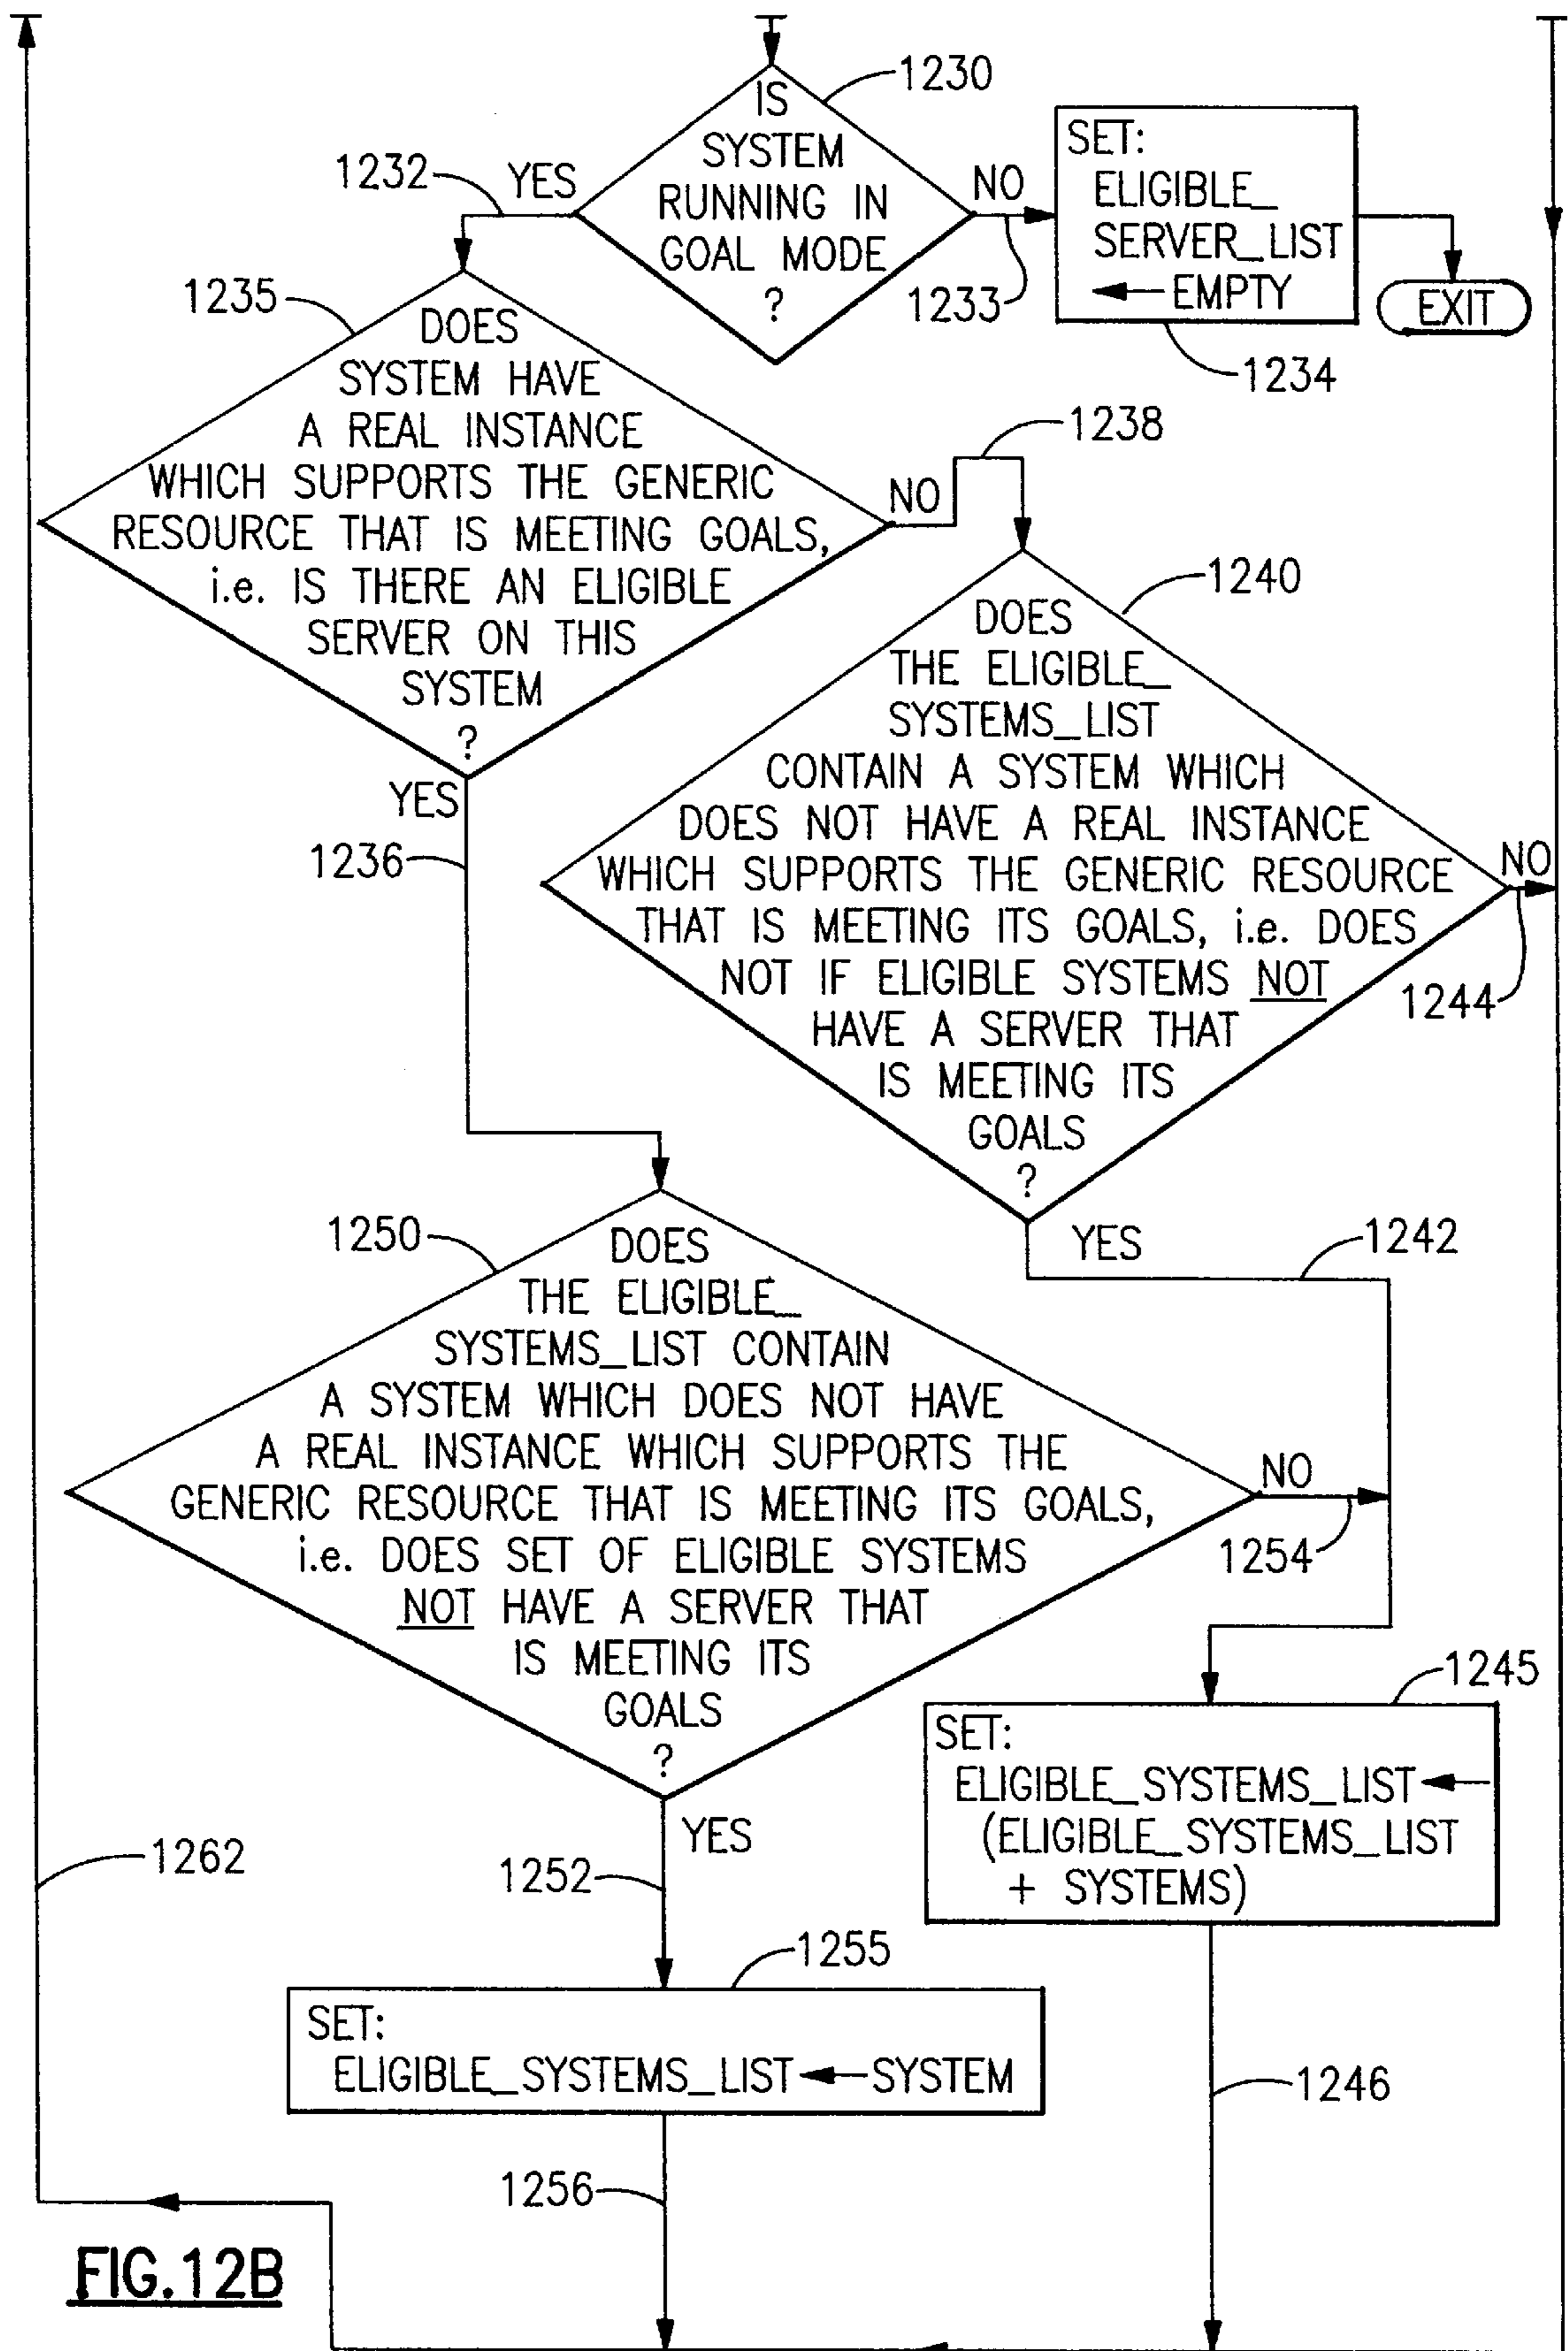 1230
IS
SYSTEM
RUNNING IN
GOAL MODE
?
1232
YES
NO
1233
SET:
ELIGIBLE_
SERVER_LIST
← EMPTY
1234
EXIT
1235
DOES
SYSTEM HAVE
A REAL INSTANCE
WHICH SUPPORTS THE GENERIC
RESOURCE THAT IS MEETING GOALS,
i.e. IS THERE AN ELIGIBLE
SERVER ON THIS
SYSTEM
?
NO
1238
YES
1236
1240
DOES
THE ELIGIBLE_
SYSTEMS_LIST
CONTAIN A SYSTEM WHICH
DOES NOT HAVE A REAL INSTANCE
WHICH SUPPORTS THE GENERIC RESOURCE
THAT IS MEETING ITS GOALS, i.e. DOES
NOT IF ELIGIBLE SYSTEMS NOT
HAVE A SERVER THAT
IS MEETING ITS
GOALS
?
NO
1244
YES
1242
1250
DOES
THE ELIGIBLE_
SYSTEMS_LIST CONTAIN
A SYSTEM WHICH DOES NOT HAVE
A REAL INSTANCE WHICH SUPPORTS THE
GENERIC RESOURCE THAT IS MEETING ITS GOALS,
i.e. DOES SET OF ELIGIBLE SYSTEMS
NOT HAVE A SERVER THAT
IS MEETING ITS
GOALS
?
NO
1254
YES
1252
1245
SET:
ELIGIBLE_SYSTEMS_LIST ←
(ELIGIBLE_SYSTEMS_LIST
+ SYSTEMS)
1262
1255
SET:
ELIGIBLE_SYSTEMS_LIST ← SYSTEM
1246
1256
FIG.12B